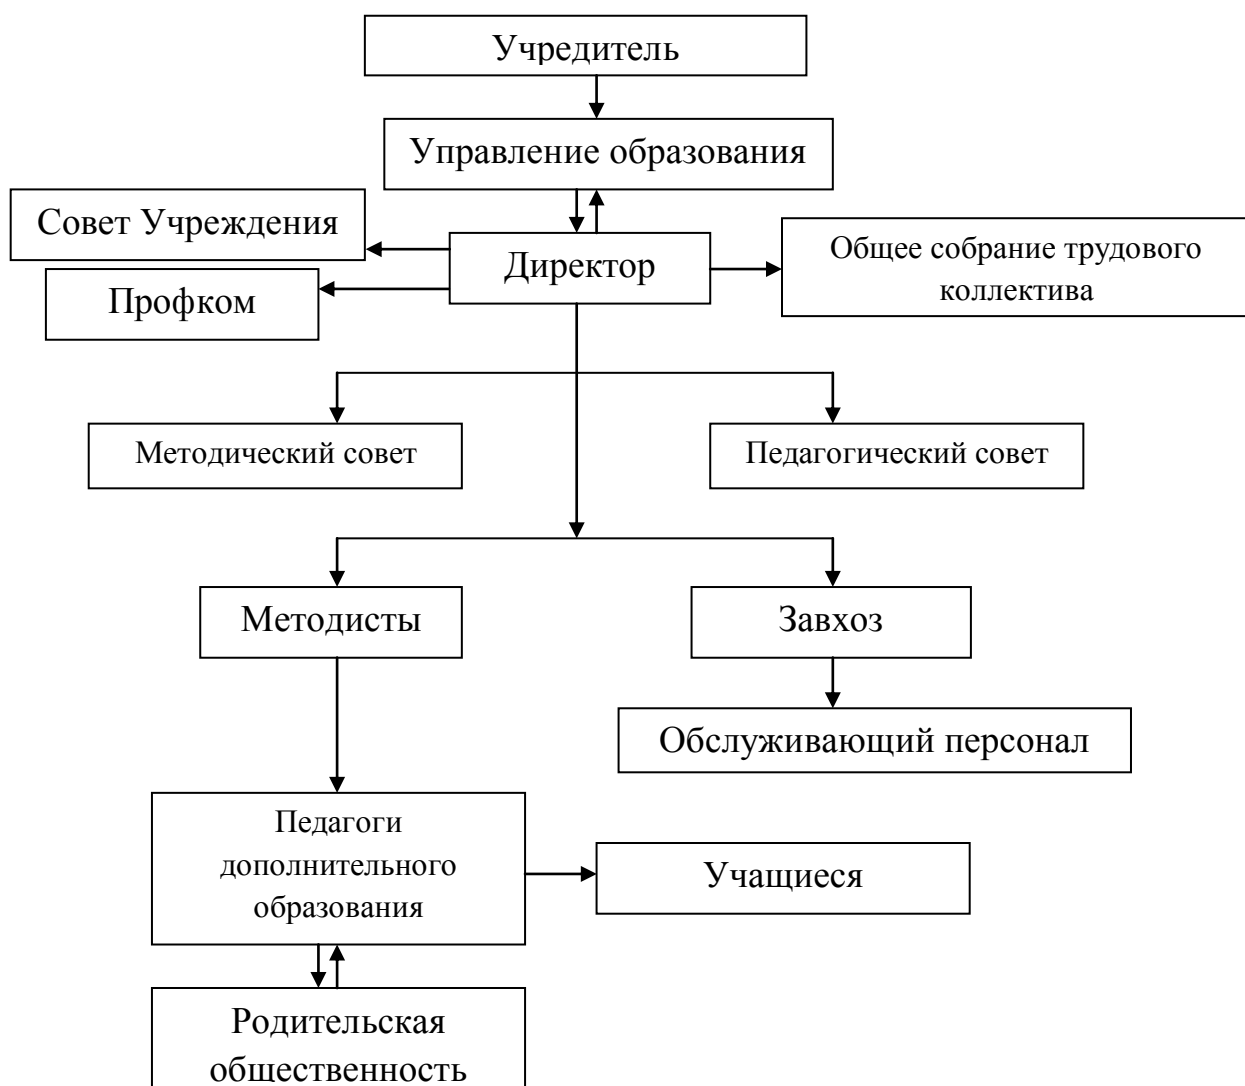 Учредитель
Управление образования
Совет Учреждения
Директор
Общее собрание трудового
коллектива
Профком
Методический совет
Педагогический совет
Методисты
Завхоз
Обслуживающий персонал
Педагоги
дополнительного
образования
Учащиеся
Родительская
общественность